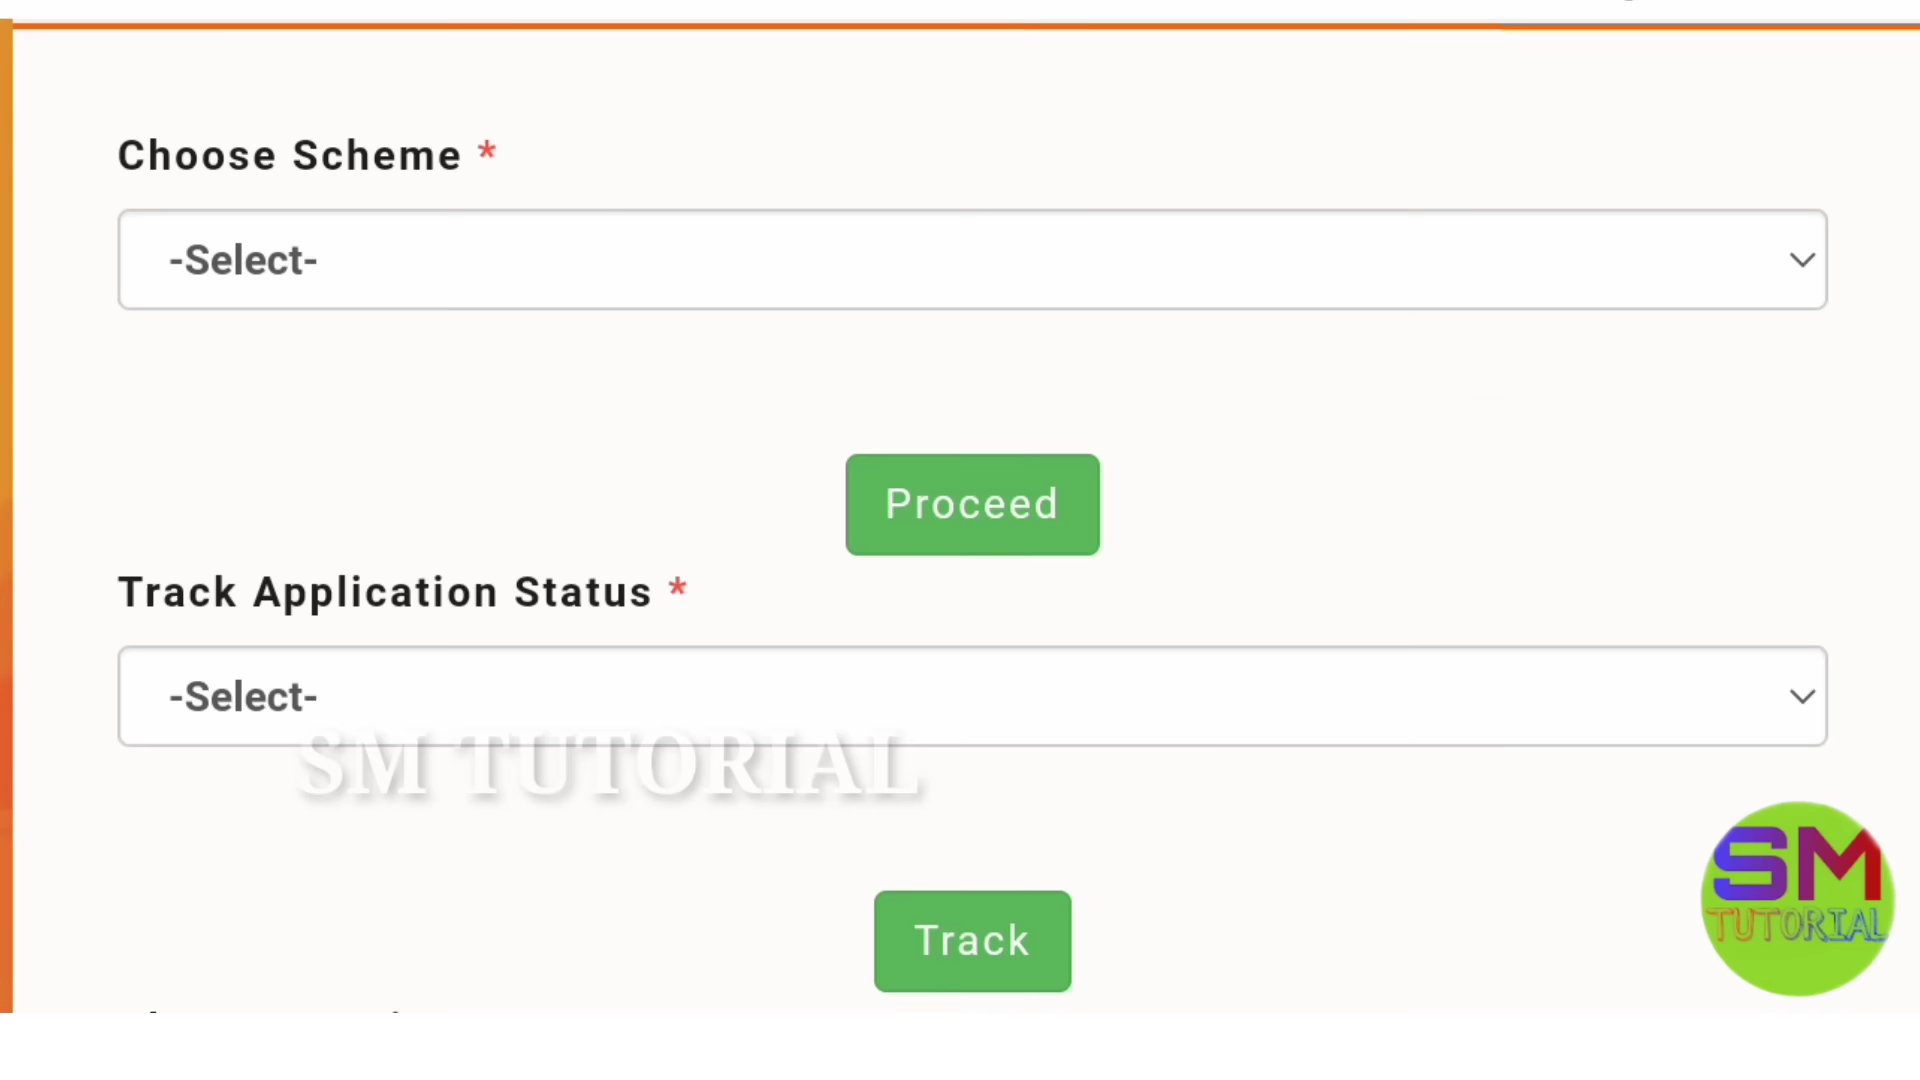 Choose Scheme *
-Select-
Proceed
Track Application Status *
-Select-
SM TUTORIAL
Track
SM
TUTORIAL